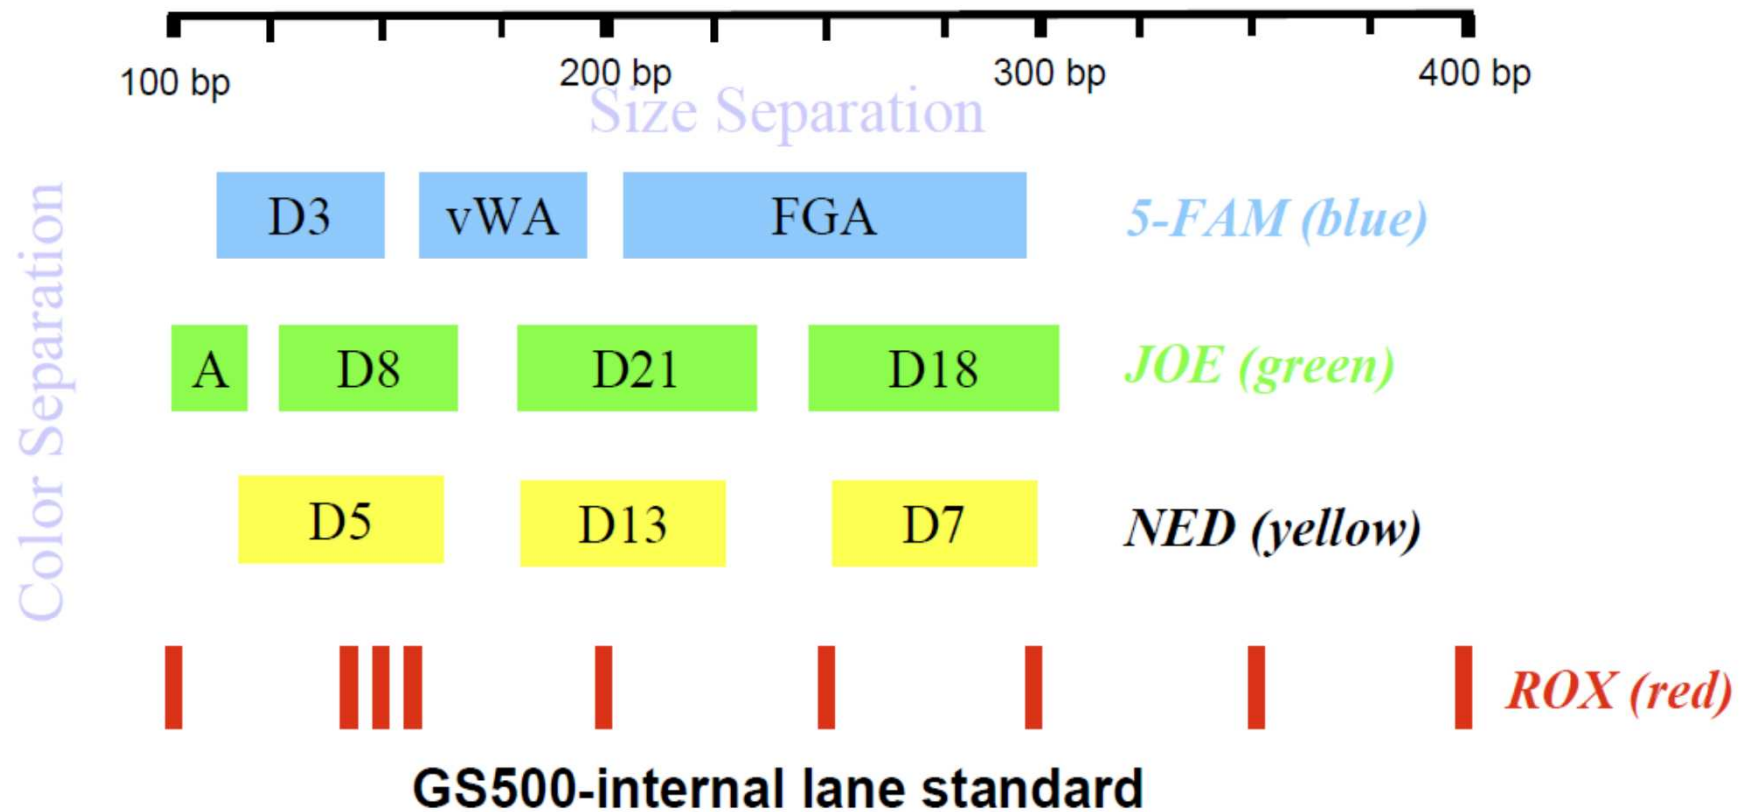 100 bp 200 bp 300 bp 400 bp
Size Separation
Color Separation
D3 vWA FGA 5-FAM (blue)
A D8 D21 D18 JOE (green)
D5 D13 D7 NED (yellow)
ROX (red)
GS500-internal lane standard